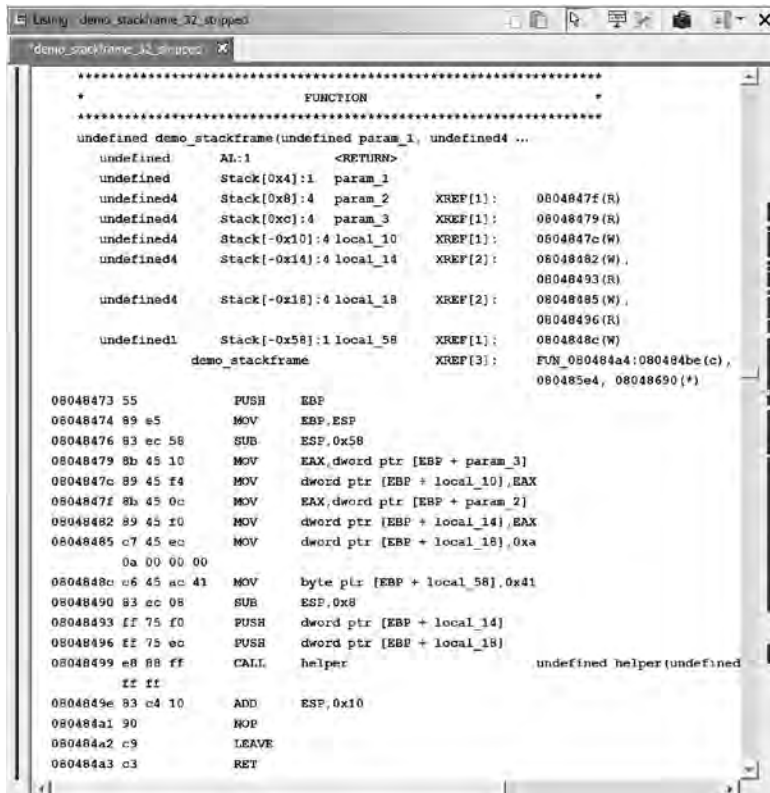 Listing: demo_stackframe_32_stripped
*demo_stackframe_32_stripped
*******************************************************************
* FUNCTION *
*******************************************************************
undefined demo_stackframe(undefined param_1, undefined4 ...
undefined AL:1 <RETURN>
undefined Stack[0x4]:1 param_1
undefined4 Stack[0x8]:4 param_2 XREF[1]: 0804847f(R)
undefined4 Stack[0xc]:4 param_3 XREF[1]: 08048479(R)
undefined4 Stack[-0x10]:4 local_10 XREF[1]: 0804847c(W)
undefined4 Stack[-0x14]:4 local_14 XREF[2]: 08048482(W),
08048493(R)
undefined4 Stack[-0x18]:4 local_18 XREF[2]: 08048485(W),
08048496(R)
undefined1 Stack[-0x58]:1 local_58 XREF[1]: 0804848c(W)
demo_stackframe XREF[3]: FUN_080484a4:080484be(c),
080485e4, 08048690(*)
08048473 55 PUSH EBP
08048474 89 e5 MOV EBP,ESP
08048476 83 ec 58 SUB ESP,0x58
08048479 8b 45 10 MOV EAX,dword ptr [EBP + param_3]
0804847c 89 45 f4 MOV dword ptr [EBP + local_10],EAX
0804847f 8b 45 0c MOV EAX,dword ptr [EBP + param_2]
08048482 89 45 f0 MOV dword ptr [EBP + local_14],EAX
08048485 c7 45 ec MOV dword ptr [EBP + local_18],0xa
0a 00 00 00
0804848c c6 45 ac 41 MOV byte ptr [EBP + local_58],0x41
08048490 83 ec 08 SUB ESP,0x8
08048493 ff 75 f0 PUSH dword ptr [EBP + local_14]
08048496 ff 75 ec PUSH dword ptr [EBP + local_18]
08048499 e8 88 ff CALL helper undefined helper(undefined
ff ff
0804849e 83 c4 10 ADD ESP,0x10
080484a1 90 NOP
080484a2 c9 LEAVE
080484a3 c3 RET